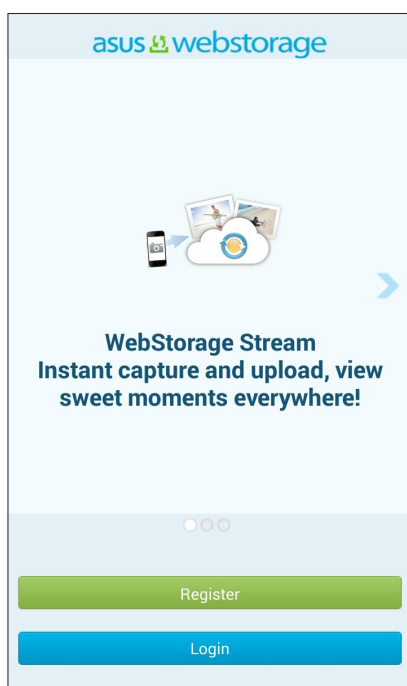 asus webstorage
WebStorage Stream
Instant capture and upload, view
sweet moments everywhere!
Register
Login